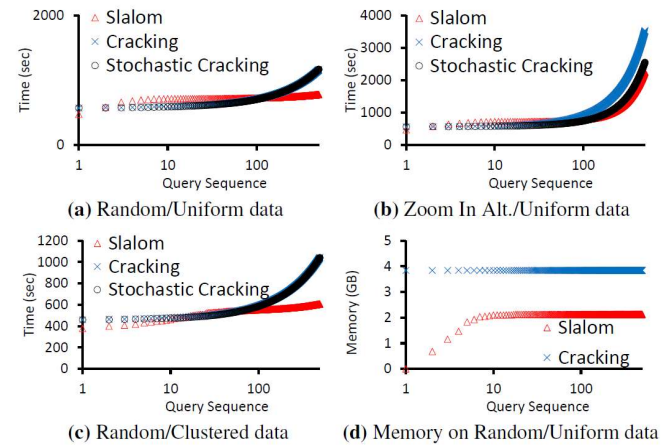 2000
Time (sec)
0
Slalom
Cracking
Stochastic Cracking
1 10 100
Query Sequence
(a) Random/Uniform data
4000
3000
2000
1000
0
Time (sec)
Slalom
Cracking
Stochastic Cracking
1 10 100
Query Sequence
(b) Zoom In Alt./Uniform data
1200
1000
800
600
400
200
0
Time (sec)
Slalom
Cracking
Stochastic Cracking
1 10 100
Query Sequence
(c) Random/Clustered data
5
4
3
2
1
0
Memory (GB)
Slalom
Cracking
1 10 100
Query Sequence
(d) Memory on Random/Uniform data